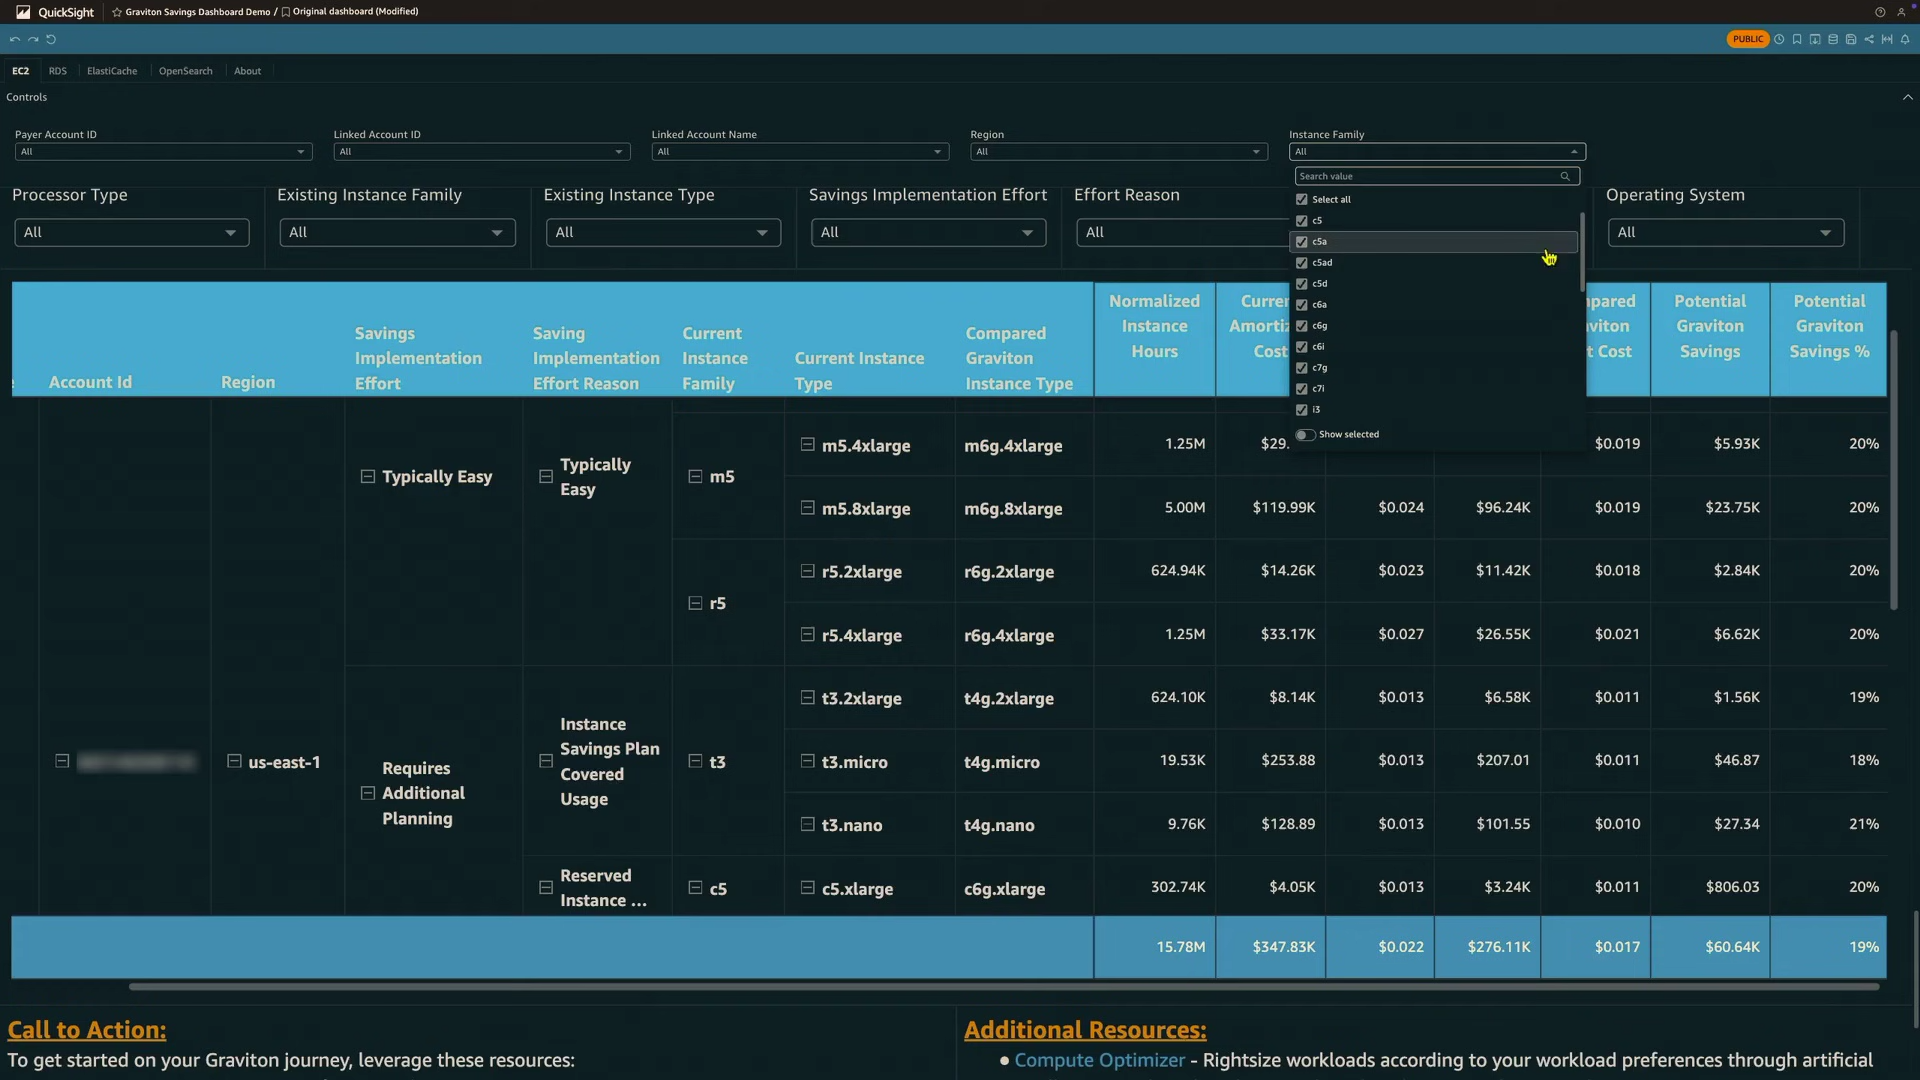 QuickSight
Graviton Savings Dashboard Demo / Original dashboard (Modified)
PUBLIC
EC2 RDS ElastiCache OpenSearch About
Controls
Payer Account ID Linked Account ID Linked Account Name Region Instance Family
All All All All All
Search value
Select all
c5
c5a
c5ad
c5d
c6a
c6g
c6i
c7g
c7i
i3
Show selected
Processor Type Existing Instance Family Existing Instance Type Savings Implementation Effort Effort Reason Operating System
All All All All All All
Account Id
Region
Savings
Implementation
Effort
Saving
Implementation
Effort Reason
Current
Instance
Family
Current Instance
Type
Compared
Graviton
Instance Type
Normalized
Instance
Hours
Potential
Graviton
Savings
Potential
Graviton
Savings %
us-east-1
Typically Easy
Typically
Easy
m5
m5.4xlarge m6g.4xlarge 1.25M $29. $0.019 $5.93K 20%
m5.8xlarge m6g.8xlarge 5.00M $119.99K $0.024 $96.24K $0.019 $23.75K 20%
r5
r5.2xlarge r6g.2xlarge 624.94K $14.26K $0.023 $11.42K $0.018 $2.84K 20%
r5.4xlarge r6g.4xlarge 1.25M $33.17K $0.027 $26.55K $0.021 $6.62K 20%
Requires
Additional
Planning
Instance
Savings Plan
Covered
Usage
t3
t3.2xlarge t4g.2xlarge 624.10K $8.14K $0.013 $6.58K $0.011 $1.56K 19%
t3.micro t4g.micro 19.53K $253.88 $0.013 $207.01 $0.011 $46.87 18%
t3.nano t4g.nano 9.76K $128.89 $0.013 $101.55 $0.010 $27.34 21%
Reserved
Instance ...
c5
c5.xlarge c6g.xlarge 302.74K $4.05K $0.013 $3.24K $0.011 $806.03 20%
15.78M $347.83K $0.022 $276.11K $0.017 $60.64K 19%
Call to Action:
To get started on your Graviton journey, leverage these resources:
Additional Resources:
• Compute Optimizer - Rightsize workloads according to your workload preferences through artificial